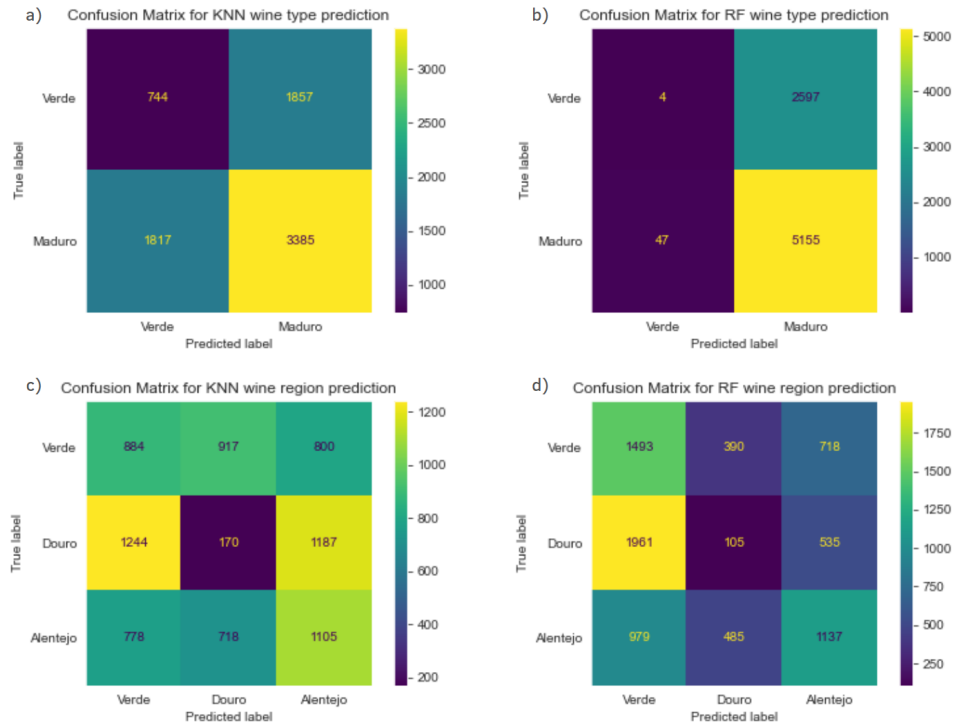 a) Confusion Matrix for KNN wine type prediction
Verde 744 1857
Maduro 1817 3385
Verde Maduro
Predicted label
True label
3000
2500
2000
1500
1000
b) Confusion Matrix for RF wine type prediction
Verde 4 2597
Maduro 47 5155
Verde Maduro
Predicted label
True label
5000
4000
3000
2000
1000
c) Confusion Matrix for KNN wine region prediction
Verde 884 917 800
Douro 1244 170 1187
Alentejo 778 718 1105
Verde Douro Alentejo
Predicted label
True label
1200
1000
800
600
400
200
d) Confusion Matrix for RF wine region prediction
Verde 1493 390 718
Douro 1961 105 535
Alentejo 979 485 1137
Verde Douro Alentejo
Predicted label
True label
1750
1500
1250
1000
750
500
250